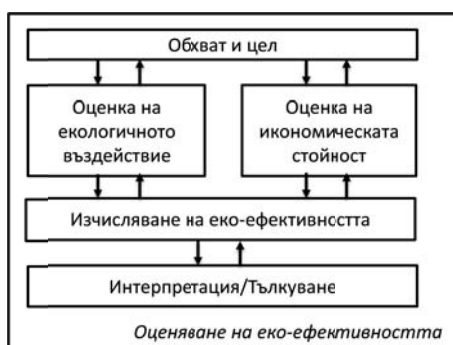 Обхват и цел
Оценка на
екологичното
въздействие
Оценка на
икономическата
стойност
Изчисляване на еко-ефективността
Интерпретация/Тълкуване
Оценяване на еко-ефективността